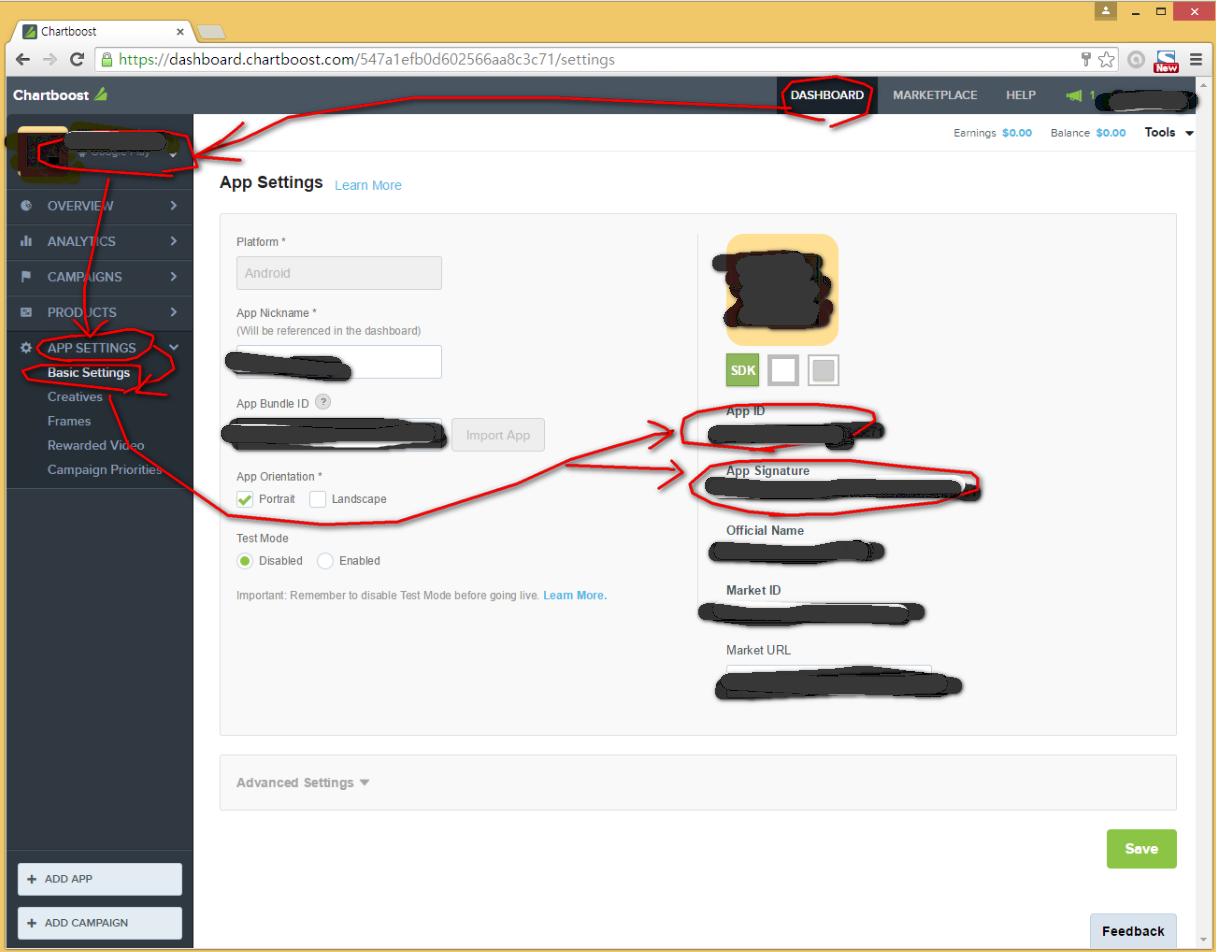 Chartboost
https://dashboard.chartboost.com/547a1efb0d602566aa8c3c71/settings
New
Chartboost
DASHBOARD
MARKETPLACE
HELP
1
Google Play
Earnings $0.00 Balance $0.00 Tools
OVERVIEW
ANALYTICS
CAMPAIGNS
PRODUCTS
APP SETTINGS
Basic Settings
Creatives
Frames
Rewarded Video
Campaign Priorities
+ ADD APP
+ ADD CAMPAIGN
App Settings Learn More
Platform *
Android
App Nickname *
(Will be referenced in the dashboard)
App Bundle ID ?
Import App
App Orientation *
Portrait Landscape
Test Mode
Disabled Enabled
Important: Remember to disable Test Mode before going live. Learn More.
SDK
App ID
App Signature
Official Name
Market ID
Market URL
Advanced Settings
Save
Feedback